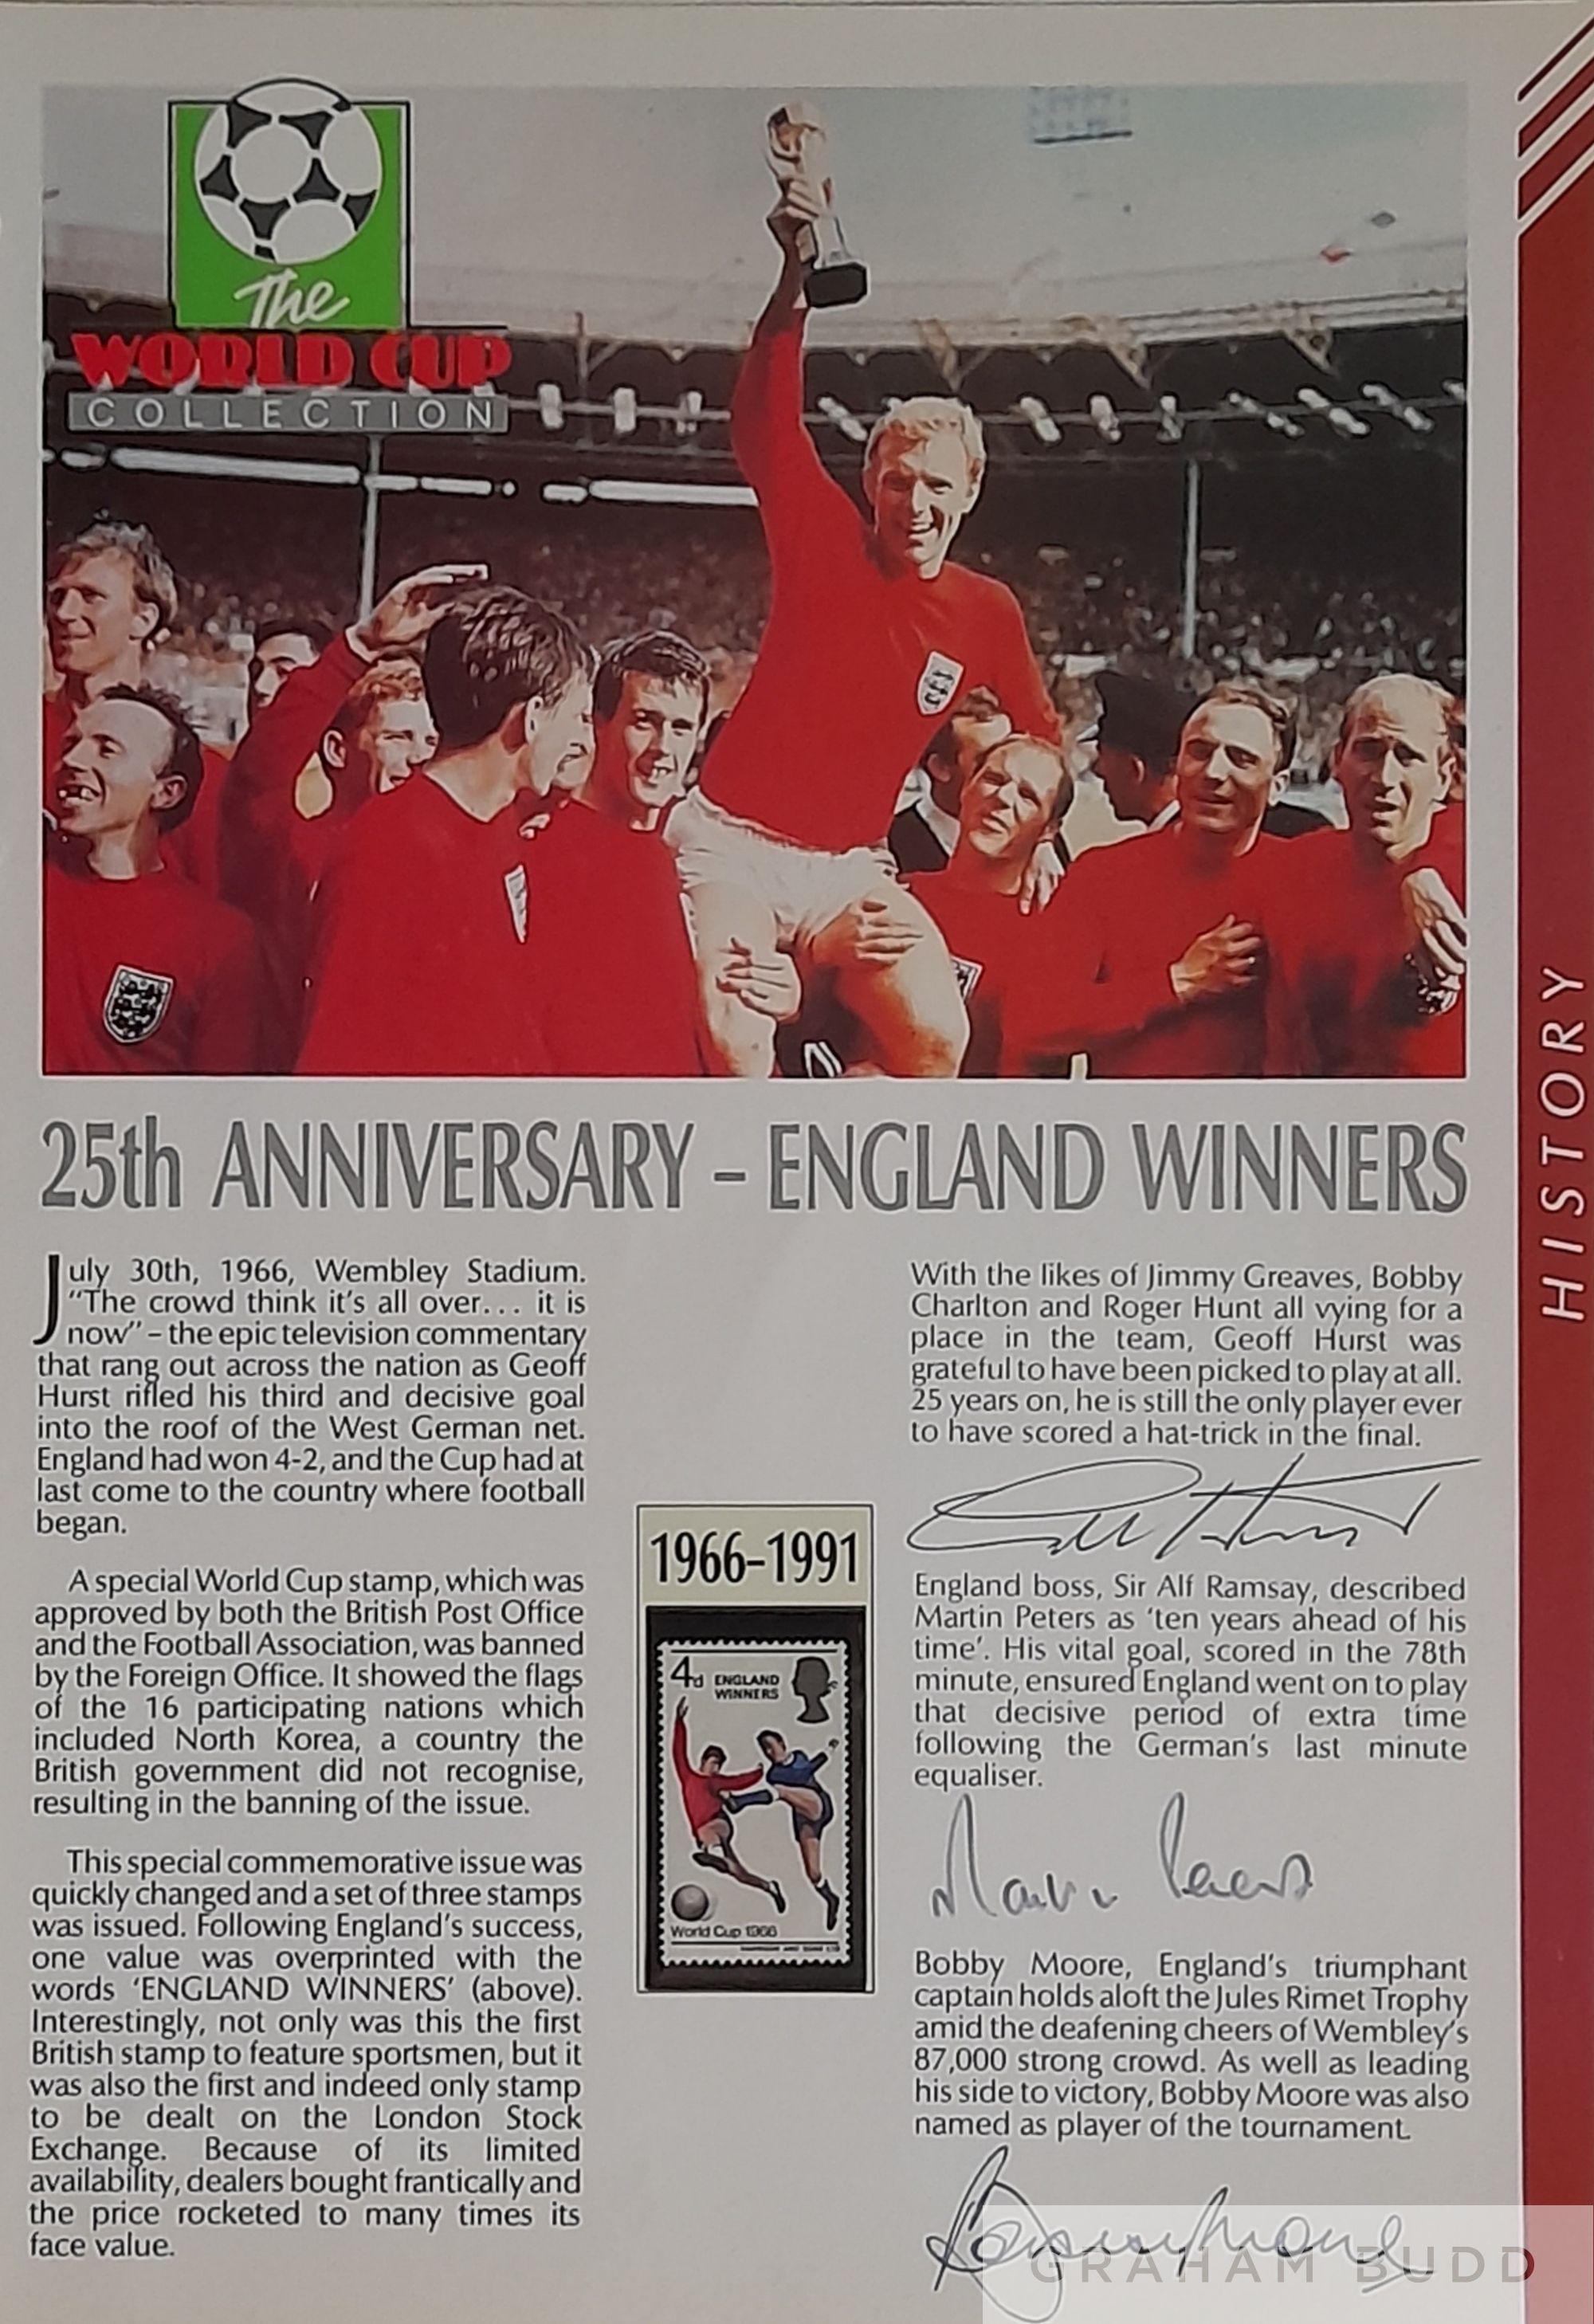 The
WORLD CUP
COLLECTION
HISTORY
25th ANNIVERSARY – ENGLAND WINNERS
July 30th, 1966, Wembley Stadium.
"The crowd think it's all over... it is
now" – the epic television commentary
that rang out across the nation as Geoff
Hurst rifled his third and decisive goal
into the roof of the West German net.
England had won 4-2, and the Cup had at
last come to the country where football
began.
A special World Cup stamp, which was
approved by both the British Post Office
and the Football Association, was banned
by the Foreign Office. It showed the flags
of the 16 participating nations which
included North Korea, a country the
British government did not recognise,
resulting in the banning of the issue.
This special commemorative issue was
quickly changed and a set of three stamps
was issued. Following England's success,
one value was overprinted with the
words 'ENGLAND WINNERS' (above).
Interestingly, not only was this the first
British stamp to feature sportsmen, but it
was also the first and indeed only stamp
to be dealt on the London Stock
Exchange. Because of its limited
availability, dealers bought frantically and
the price rocketed to many times its
face value.
1966–1991
4d ENGLAND
WINNERS
World Cup 1966
With the likes of Jimmy Greaves, Bobby
Charlton and Roger Hunt all vying for a
place in the team, Geoff Hurst was
grateful to have been picked to play at all.
25 years on, he is still the only player ever
to have scored a hat-trick in the final.
England boss, Sir Alf Ramsay, described
Martin Peters as 'ten years ahead of his
time'. His vital goal, scored in the 78th
minute, ensured England went on to play
that decisive period of extra time
following the German's last minute
equaliser.
Bobby Moore, England's triumphant
captain holds aloft the Jules Rimet Trophy
amid the deafening cheers of Wembley's
87,000 strong crowd. As well as leading
his side to victory, Bobby Moore was also
named as player of the tournament.
GRAHAM BUDD